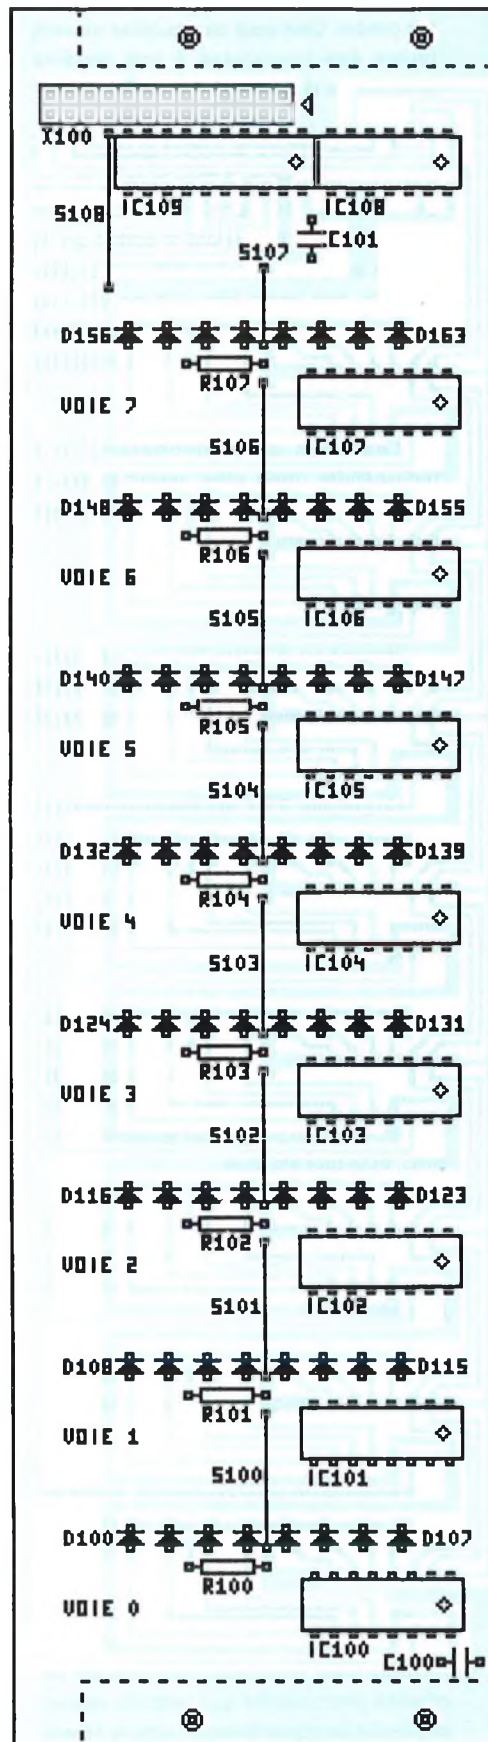 X100
S108
IC109 IC108
S107 C101
D156 D163
R107
VOIE 7
S106 IC107
D148 D155
R106
VOIE 6
S105 IC106
D140 D147
R105
VOIE 5
S104 IC105
D132 D139
R104
VOIE 4
S103 IC104
D124 D131
R103
VOIE 3
S102 IC103
D116 D123
R102
VOIE 2
S101 IC102
D108 D115
R101
VOIE 1
S100 IC101
D100 D107
R100
VOIE 0
IC100
C100